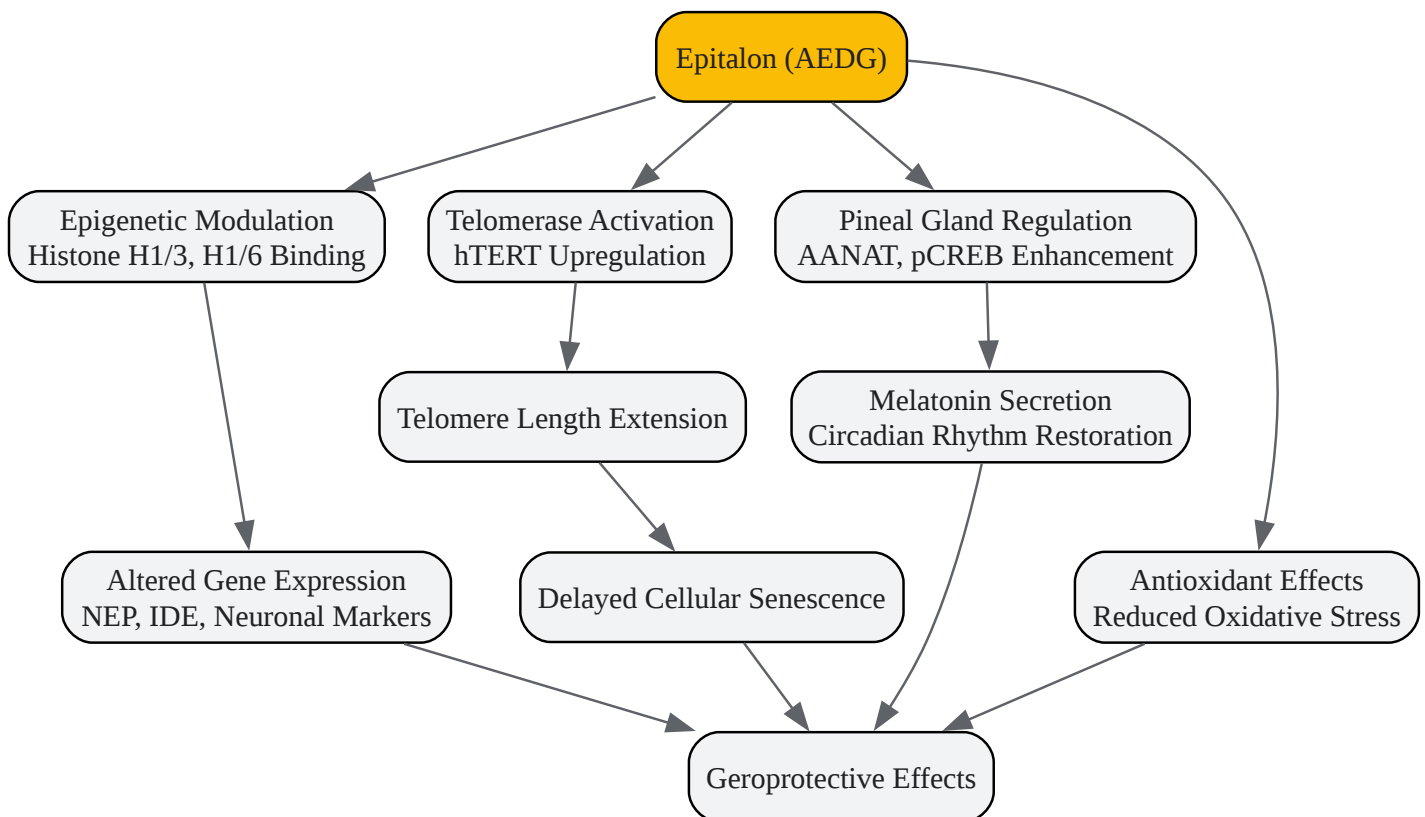 Epitalon (AEDG)
Epigenetic Modulation
Histone H1/3, H1/6 Binding
Telomerase Activation
hTERT Upregulation
Pineal Gland Regulation
AANAT, pCREB Enhancement
Telomere Length Extension
Melatonin Secretion
Circadian Rhythm Restoration
Altered Gene Expression
NEP, IDE, Neuronal Markers
Delayed Cellular Senescence
Antioxidant Effects
Reduced Oxidative Stress
Geroprotective Effects